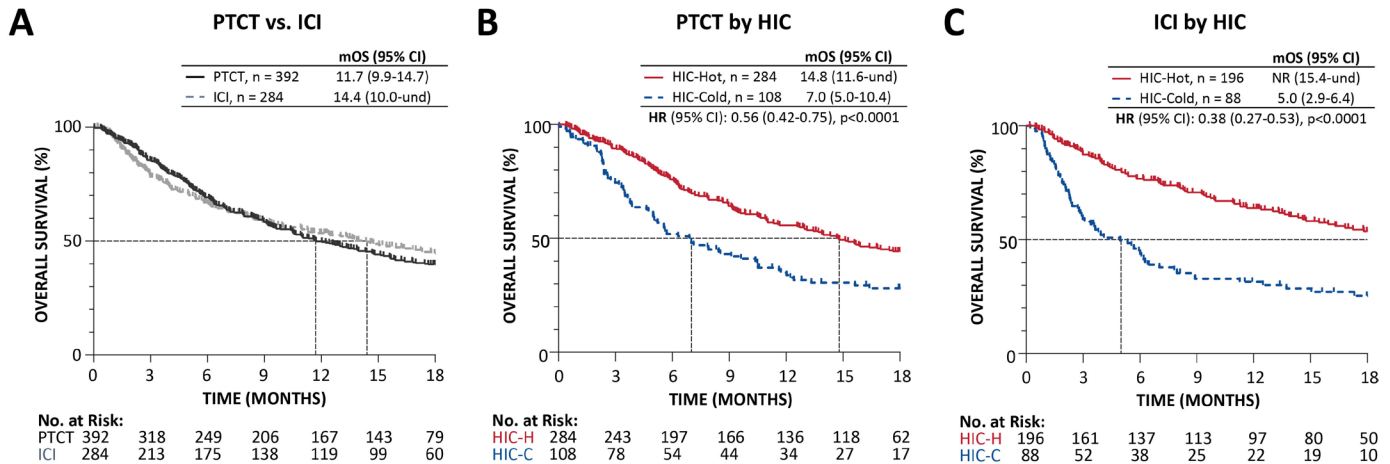 A
PTCT vs. ICI
mOS (95% CI)
PTCT, n = 392 11.7 (9.9-14.7)
ICI, n = 284 14.4 (10.0-und)
OVERALL SURVIVAL (%)
100
50
0
0 3 6 9 12 15 18
TIME (MONTHS)
No. at Risk:
PTCT 392 318 249 206 167 143 79
ICI 284 213 175 138 119 99 60
B
PTCT by HIC
mOS (95% CI)
HIC-Hot, n = 284 14.8 (11.6-und)
HIC-Cold, n = 108 7.0 (5.0-10.4)
HR (95% CI): 0.56 (0.42-0.75), p<0.0001
OVERALL SURVIVAL (%)
100
50
0
0 3 6 9 12 15 18
TIME (MONTHS)
No. at Risk:
HIC-H 284 243 197 166 136 118 62
HIC-C 108 78 54 44 34 27 17
C
ICI by HIC
mOS (95% CI)
HIC-Hot, n = 196 NR (15.4-und)
HIC-Cold, n = 88 5.0 (2.9-6.4)
HR (95% CI): 0.38 (0.27-0.53), p<0.0001
OVERALL SURVIVAL (%)
100
50
0
0 3 6 9 12 15 18
TIME (MONTHS)
No. at Risk:
HIC-H 196 161 137 113 97 80 50
HIC-C 88 52 38 25 22 19 10